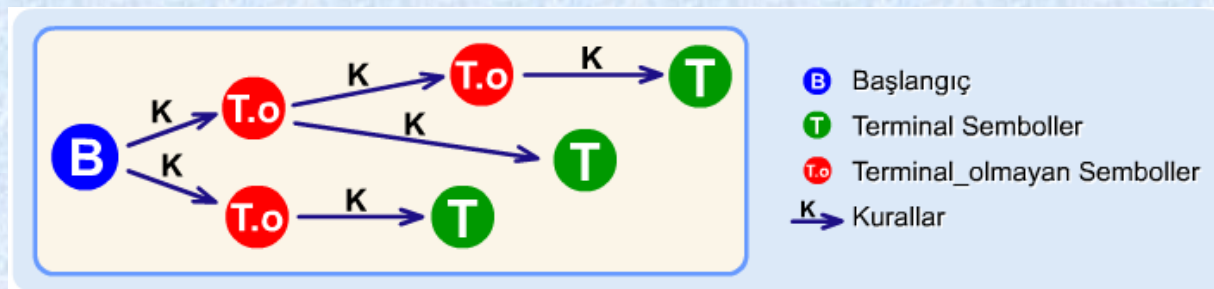 K
T.o
K
T
K
T.o
K
B
K
T
K
T.o
T
B Başlangıç
T Terminal Semboller
T.o Terminal_olmayan Semboller
K Kurallar